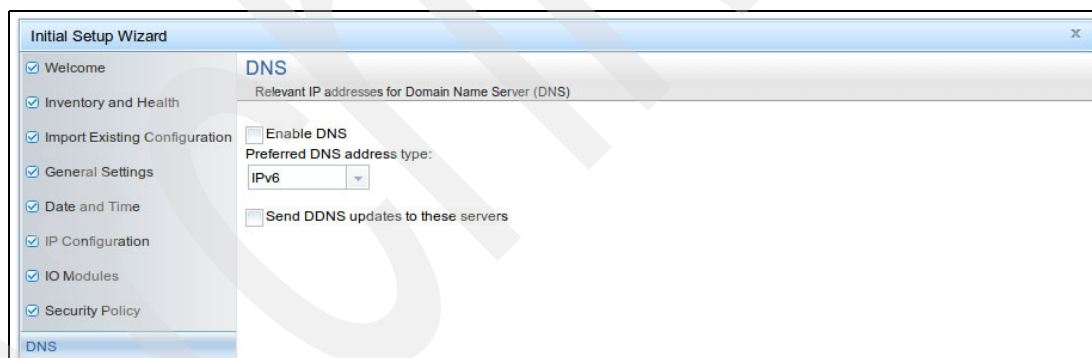 Initial Setup Wizard
x
Welcome
Inventory and Health
Import Existing Configuration
General Settings
Date and Time
IP Configuration
IO Modules
Security Policy
DNS
DNS
Relevant IP addresses for Domain Name Server (DNS)
Enable DNS
Preferred DNS address type:
IPv6
Send DDNS updates to these servers